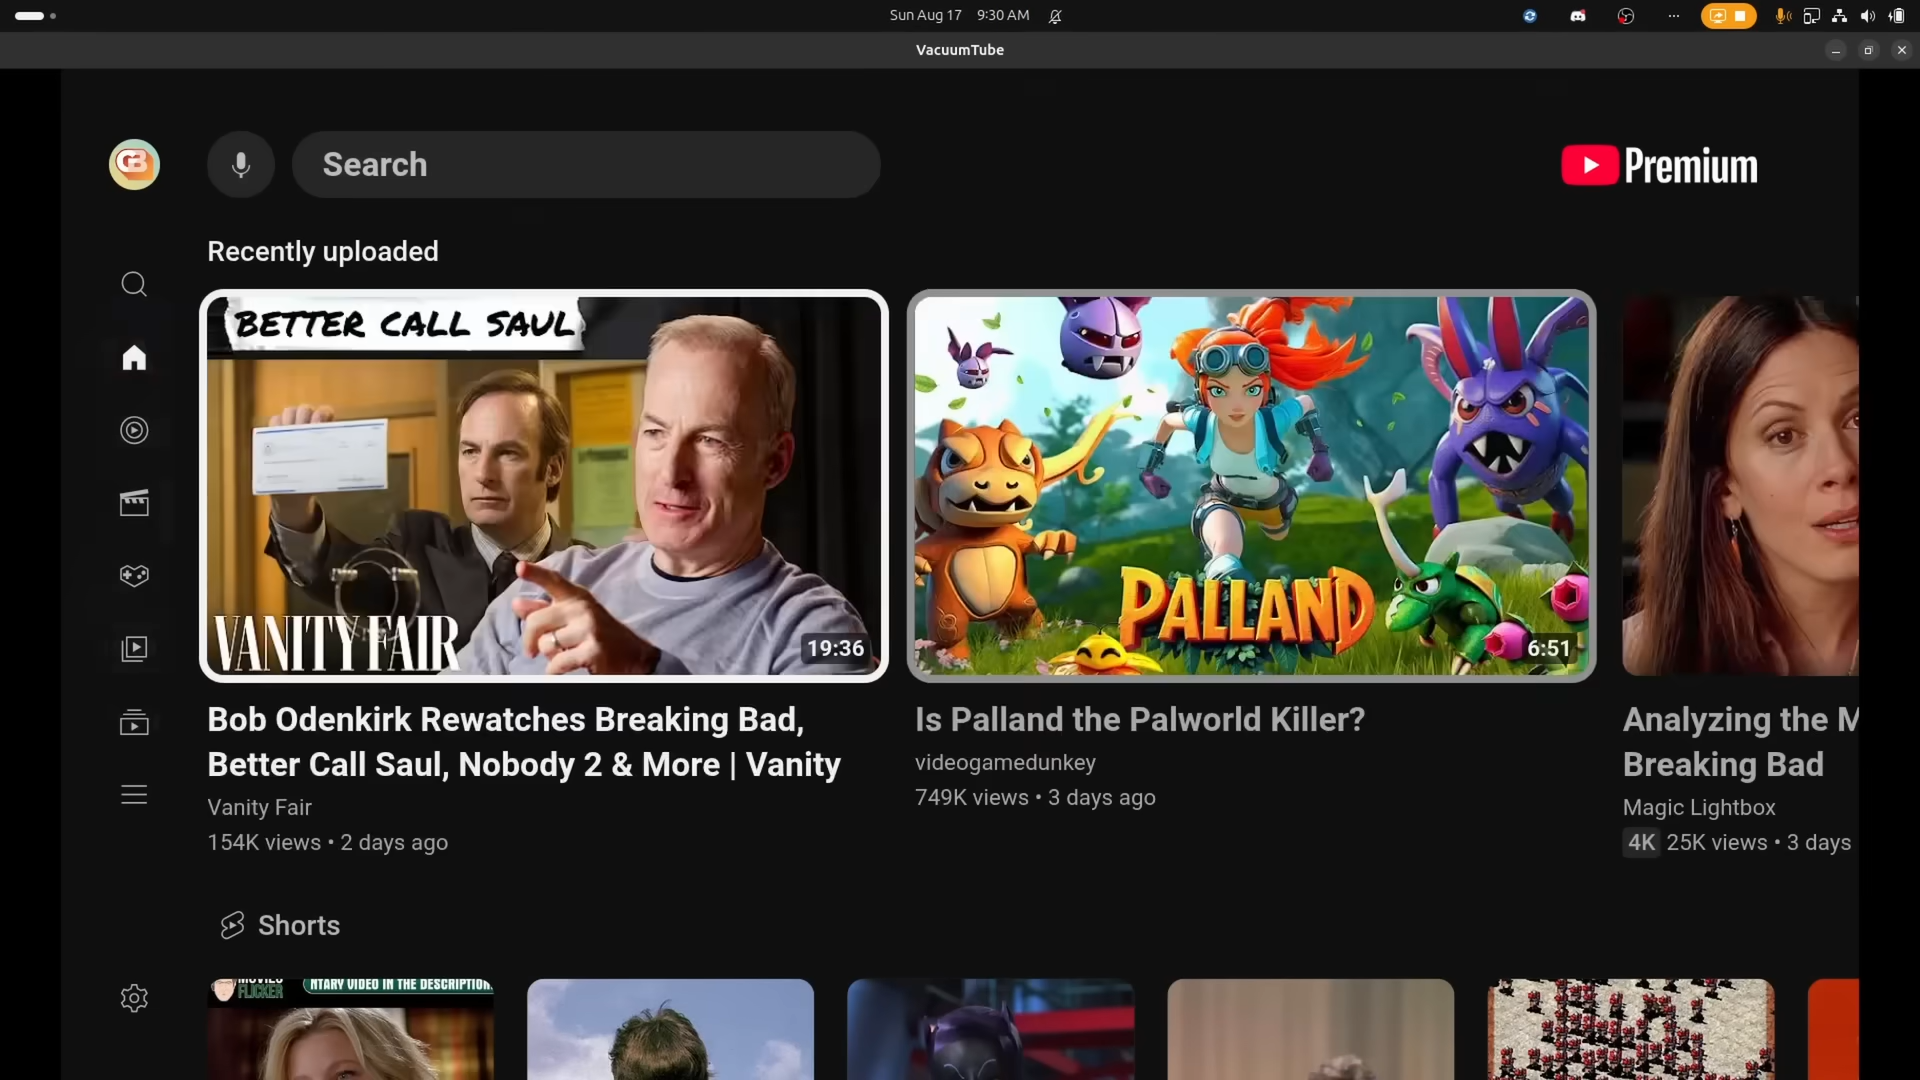 Sun Aug 17 9:30 AM
VacuumTube
Search
Premium
Recently uploaded
BETTER CALL SAUL
VANITY FAIR
19:36
PALLAND
6:51
Bob Odenkirk Rewatches Breaking Bad,
Better Call Saul, Nobody 2 & More | Vanity
Vanity Fair
154K views • 2 days ago
Is Palland the Palworld Killer?
videogamedunkey
749K views • 3 days ago
Analyzing the M
Breaking Bad
Magic Lightbox
4K 25K views • 3 days
Shorts
FLICKER
NTARY VIDEO IN THE DESCRIPTION